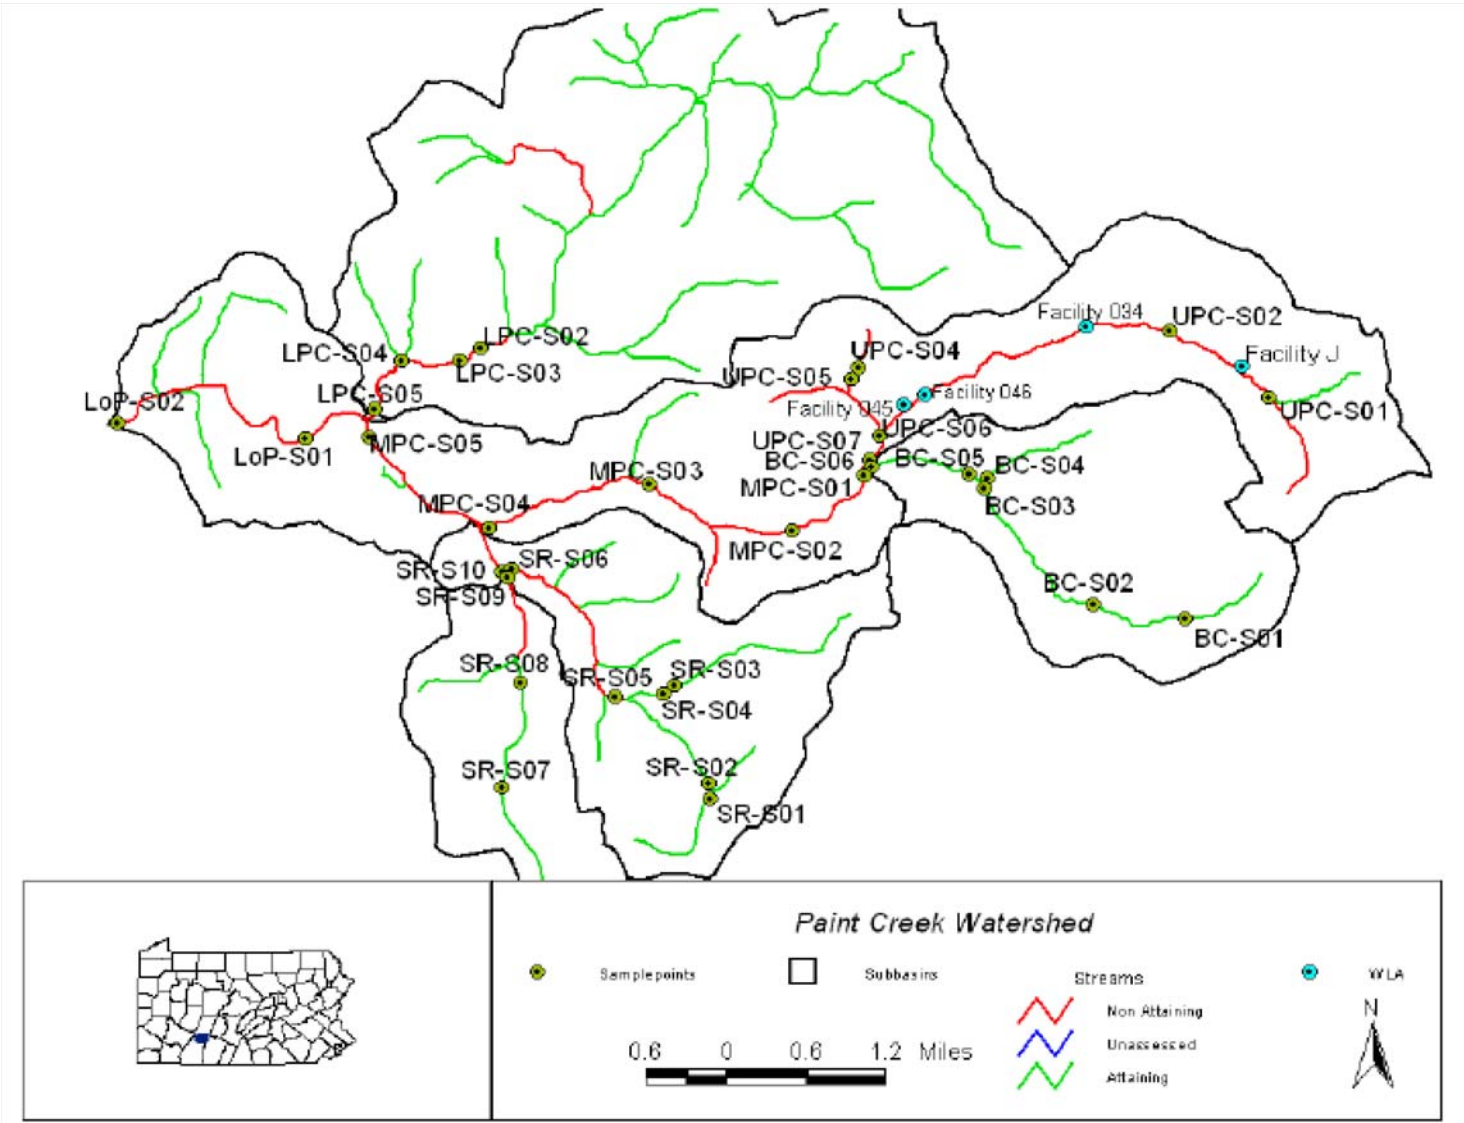 Facility 034
UPC-S02
LPC-S02
UPC-S04
LPC-S04
Facility J
LPC-S03
UPC-S05
LPC-S05
Facility 046
LoP-S02
Facility 045
UPC-S01
UPC-S06
MPC-S05
UPC-S07
LoP-S01
BC-S06
BC-S05
BC-S04
MPC-S03
MPC-S01
MPC-S04
BC-S03
MPC-S02
SR-S06
SR-S10
BC-S02
SR-S09
BC-S01
SR-S08
SR-S03
SR-S05
SR-S04
SR-S02
SR-S07
SR-S01
Paint Creek Watershed
Samplepoints
Subbasins
Streams
WLA
Non Attaining
Unassessed
Attaining
N
0.6 0 0.6 1.2 Miles